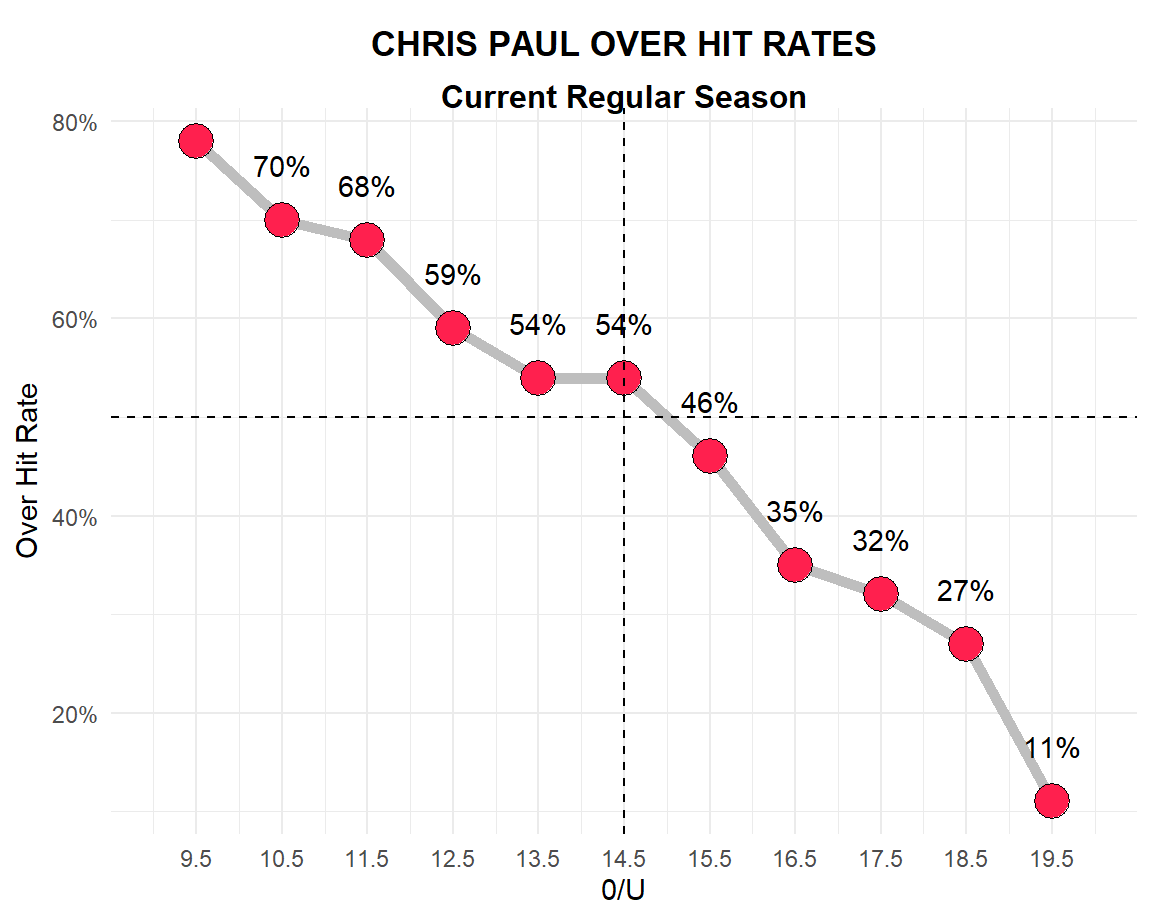 CHRIS PAUL OVER HIT RATES
Current Regular Season
80%
70%
68%
59%
60%
54%
54%
46%
Over Hit Rate
40%
35%
32%
27%
20%
11%
9.5 10.5 11.5 12.5 13.5 14.5 15.5 16.5 17.5 18.5 19.5
0/U